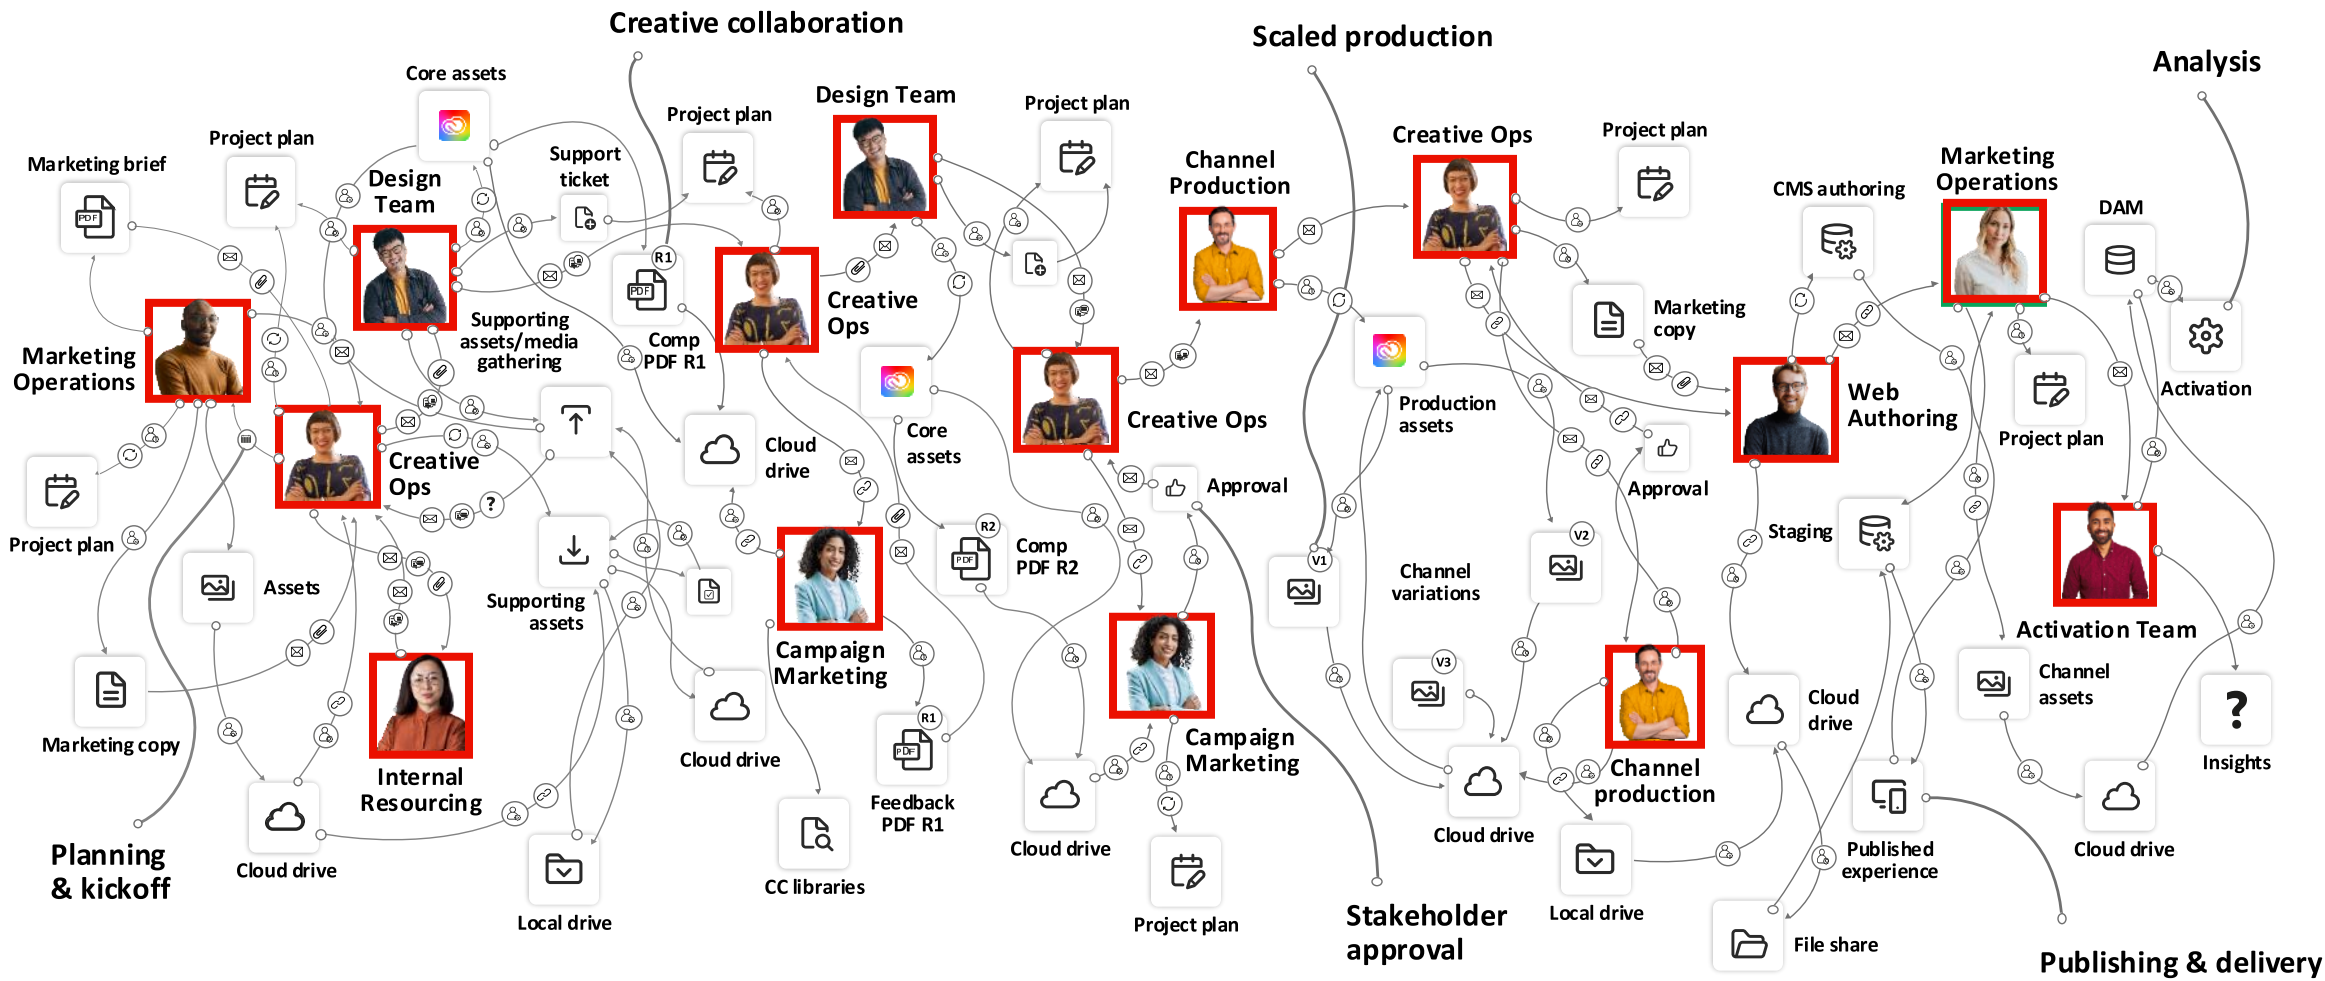 Creative collaboration
Scaled production
Analysis
Core assets
Project plan
Design Team
Project plan
Creative Ops
Project plan
Project plan
Marketing brief
PDF
Design
Team
Support
ticket
Channel
Production
Marketing
Operations
CMS authoring
DAM
R1
PDF
Comp
PDF R1
Supporting
assets/media
gathering
Creative
Ops
Marketing
copy
Marketing
Operations
Creative
Ops
Project plan
Assets
Cloud
drive
Core
assets
Creative Ops
Approval
Production
assets
Approval
Web
Authoring
Project plan
Activation
?
R2
PDF
Comp
PDF R2
V1
V2
Channel
variations
V3
Staging
Supporting
assets
Marketing copy
Internal
Resourcing
Cloud drive
Campaign
Marketing
R1
PDF
Feedback
PDF R1
Campaign
Marketing
Channel
production
Cloud
drive
Activation Team
Channel
assets
?
Insights
Planning
& kickoff
Cloud drive
Local drive
CC libraries
Cloud drive
Project plan
Cloud drive
Local drive
Published
experience
Cloud drive
Stakeholder
approval
File share
Publishing & delivery